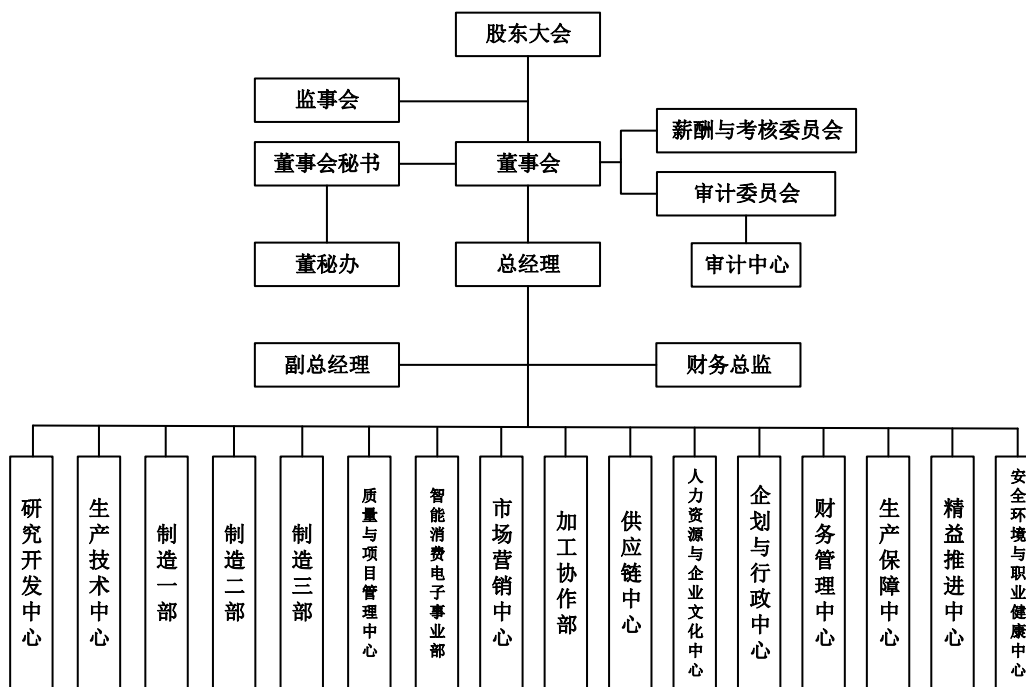 股东大会
监事会
薪酬与考核委员会
董事会秘书
董事会
审计委员会
董秘办
总经理
审计中心
副总经理
财务总监
研究开发中心
生产技术中心
制造一部
制造二部
制造三部
质量与项目管理中心
智能消费电子事业部
市场营销中心
加工协作部
供应链中心
人力资源与企业文化中心
企划与行政中心
财务管理中心
生产保障中心
精益推进中心
安全环境与职业健康中心